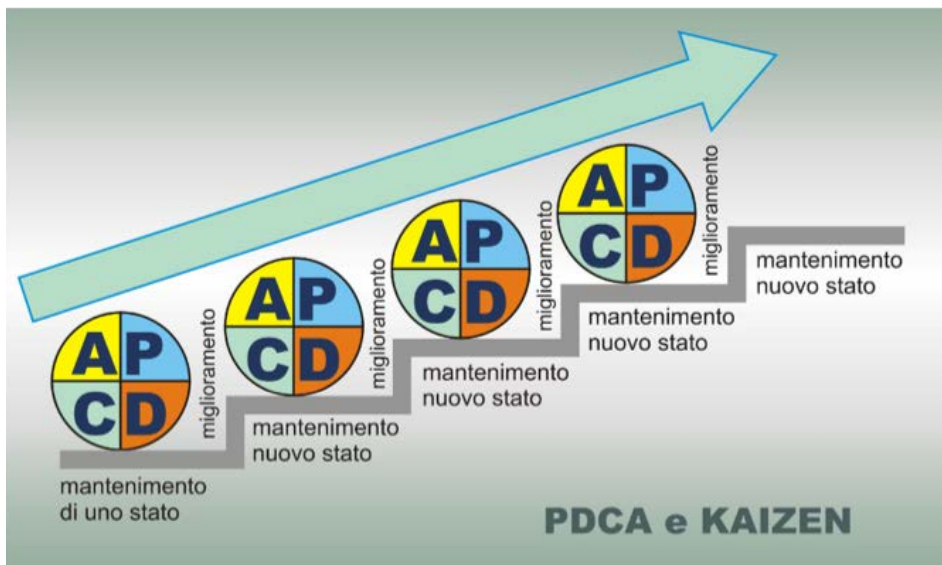 A P
C D
mantenimento
di uno stato
miglioramento
A P
C D
mantenimento
nuovo stato
miglioramento
A P
C D
mantenimento
nuovo stato
miglioramento
A P
C D
mantenimento
nuovo stato
miglioramento
mantenimento
nuovo stato
PDCA e KAIZEN